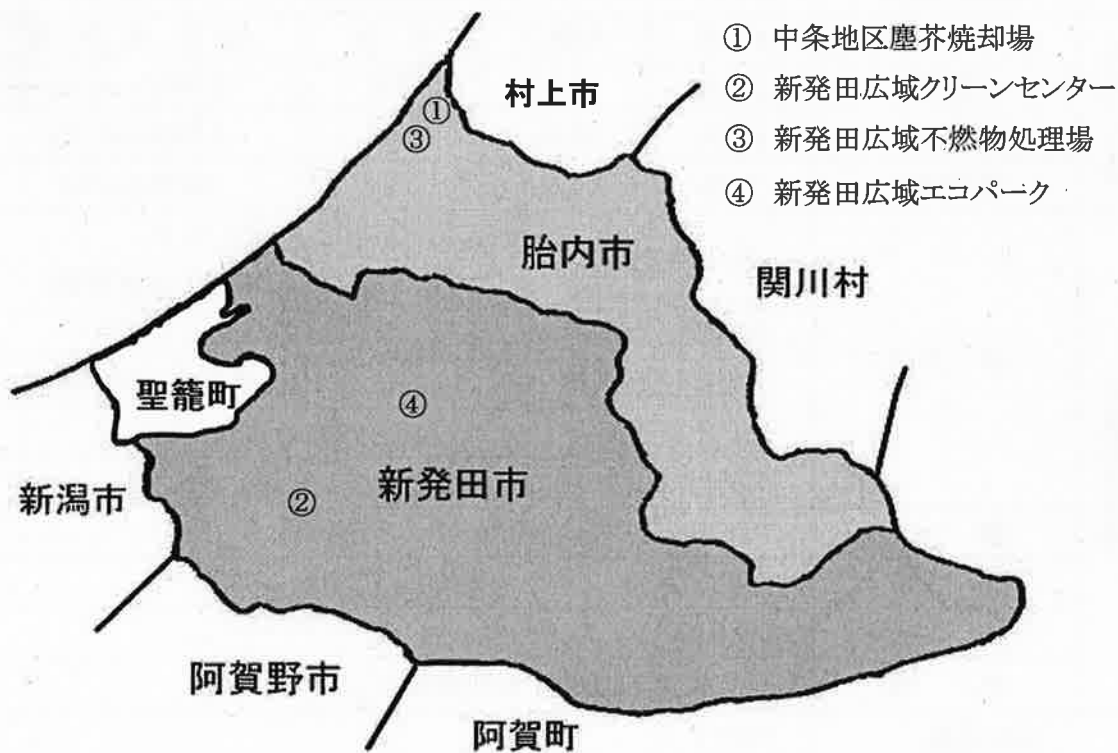 ① 中条地区塵芥焼却場
② 新発田広域クリーンセンター
③ 新発田広域不燃物処理場
④ 新発田広域エコパーク
村上市
①
③
胎内市
関川村
聖籠町
④
新潟市
②
新発田市
阿賀野市
阿賀町